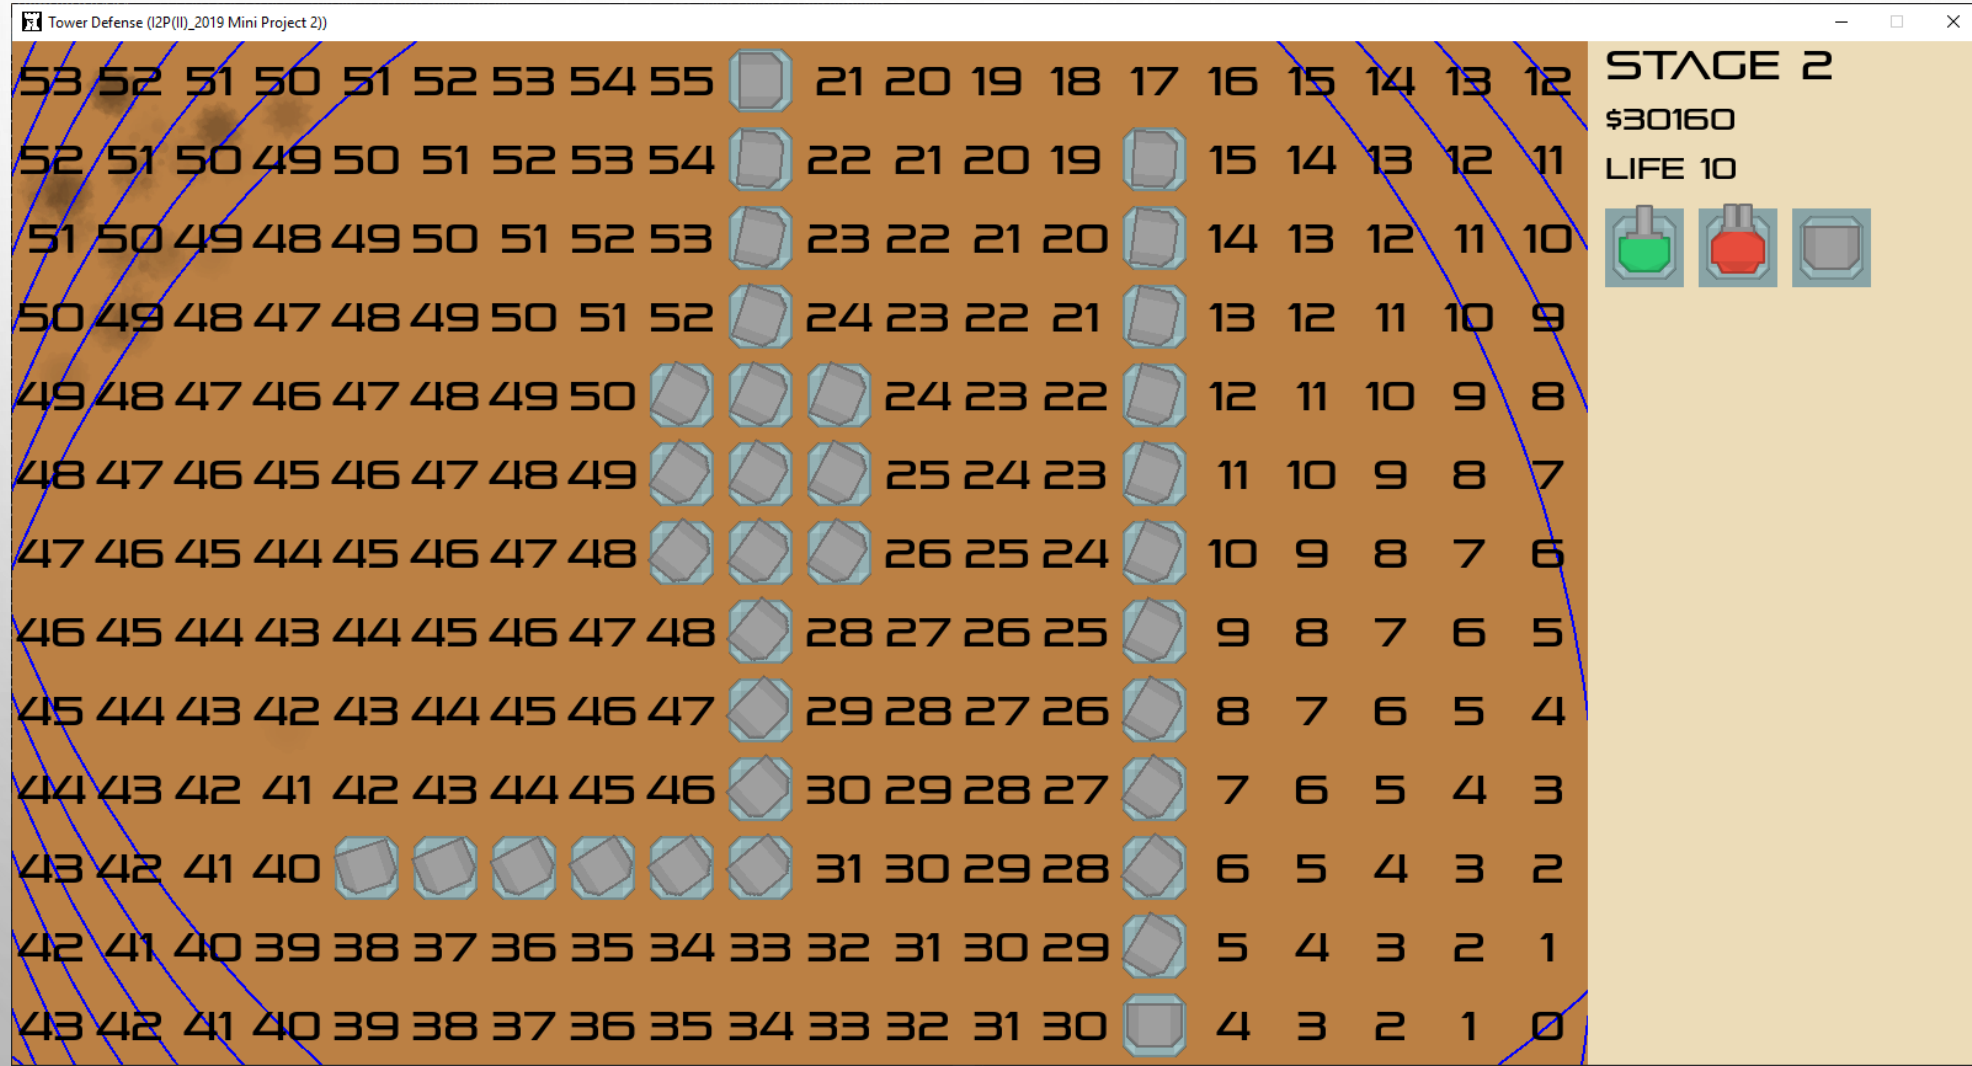 Tower Defense (I2P(II)_2019 Mini Project 2))
53 52 51 50 51 52 53 54 55 21 20 19 18 17 16 15 14 13 12
52 51 50 49 50 51 52 53 54 22 21 20 19 15 14 13 12 11
51 50 49 48 49 50 51 52 53 23 22 21 20 14 13 12 11 10
50 49 48 47 48 49 50 51 52 24 23 22 21 13 12 11 10 9
49 48 47 46 47 48 49 50 24 23 22 12 11 10 9 8
48 47 46 45 46 47 48 49 25 24 23 11 10 9 8 7
47 46 45 44 45 46 47 48 26 25 24 10 9 8 7 6
46 45 44 43 44 45 46 47 48 28 27 26 25 9 8 7 6 5
45 44 43 42 43 44 45 46 47 29 28 27 26 8 7 6 5 4
44 43 42 41 42 43 44 45 46 30 29 28 27 7 6 5 4 3
43 42 41 40 31 30 29 28 6 5 4 3 2
42 41 40 39 38 37 36 35 34 33 32 31 30 29 5 4 3 2 1
43 42 41 40 39 38 37 36 35 34 33 32 31 30 4 3 2 1 0
STAGE 2
$30160
LIFE 10